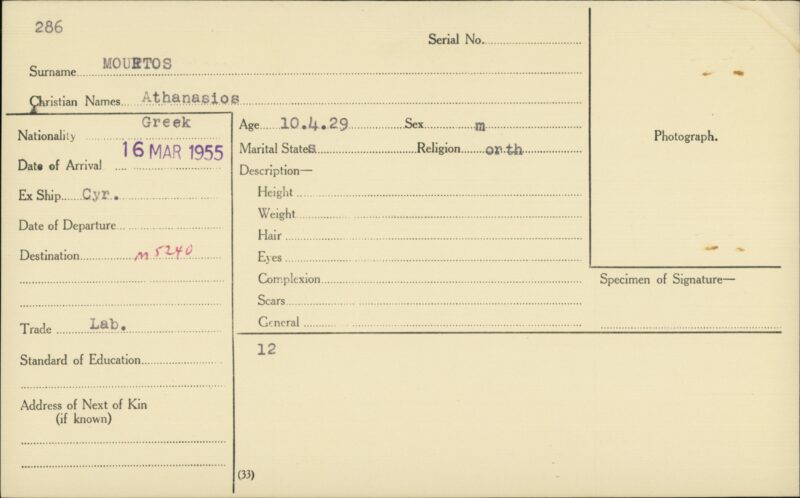 286
Serial No.
Surname MOURTOS
Christian Names Athanasios
Nationality Greek
Date of Arrival 16 MAR 1955
Ex Ship Cyr.
Date of Departure
Destination m 5240
Trade Lab.
Standard of Education
Address of Next of Kin
(if known)
Age 10.4.29 Sex m
Marital State S Religion orth
Description—
Height
Weight
Hair
Eyes
Complexion
Scars
General
12
(33)
Photograph.
Specimen of Signature—